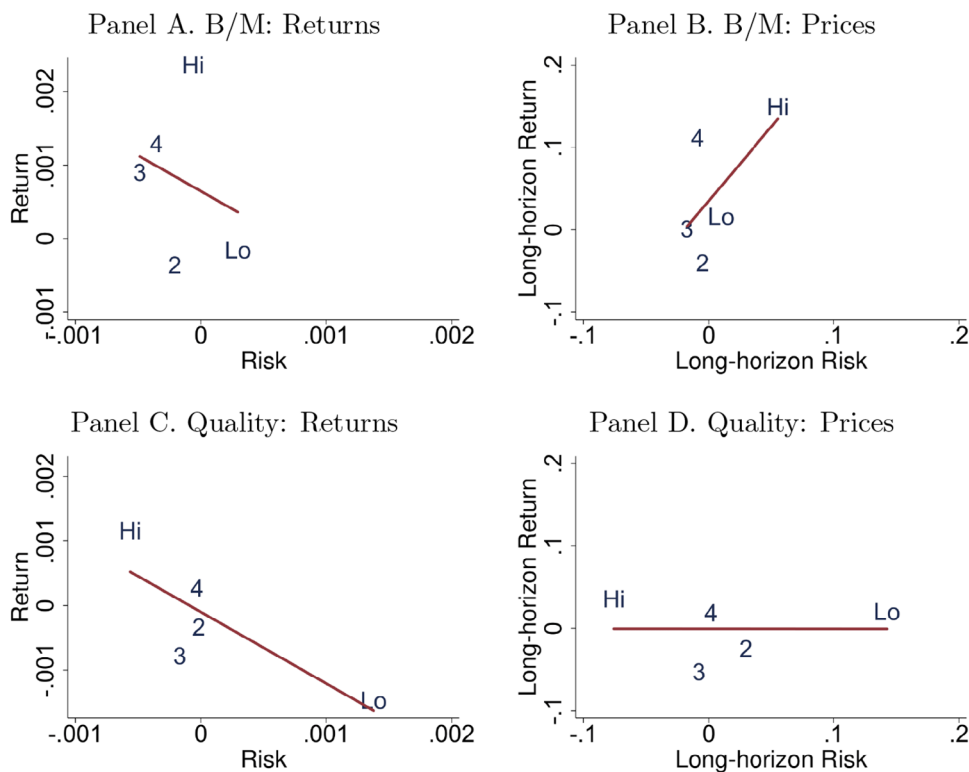 Panel A. B/M: Returns
Return
.002
.001
0
-.001
Hi
4
3
2
Lo
-.001 0 .001 .002
Risk
Panel B. B/M: Prices
Long-horizon Return
.2
.1
0
-.1
Hi
4
Lo
3
2
-.1 0 .1 .2
Long-horizon Risk
Panel C. Quality: Returns
Return
.002
.001
0
-.001
Hi
4
2
3
Lo
-.001 0 .001 .002
Risk
Panel D. Quality: Prices
Long-horizon Return
.2
.1
0
-.1
Hi
4
Lo
2
3
-.1 0 .1 .2
Long-horizon Risk